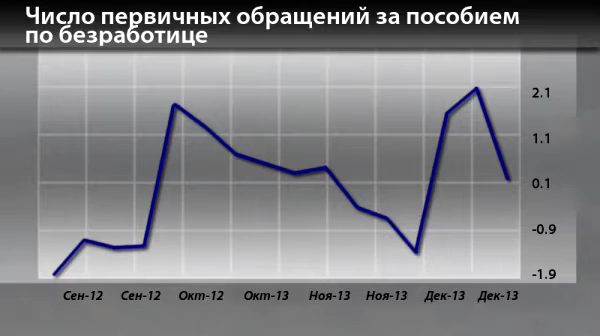 Число первичных обращений за пособием
по безработице
2.1
1.1
0.1
-0.9
-1.9
Сен-12 Сен-12 Окт-12 Окт-13 Ноя-13 Ноя-13 Дек-13 Дек-13